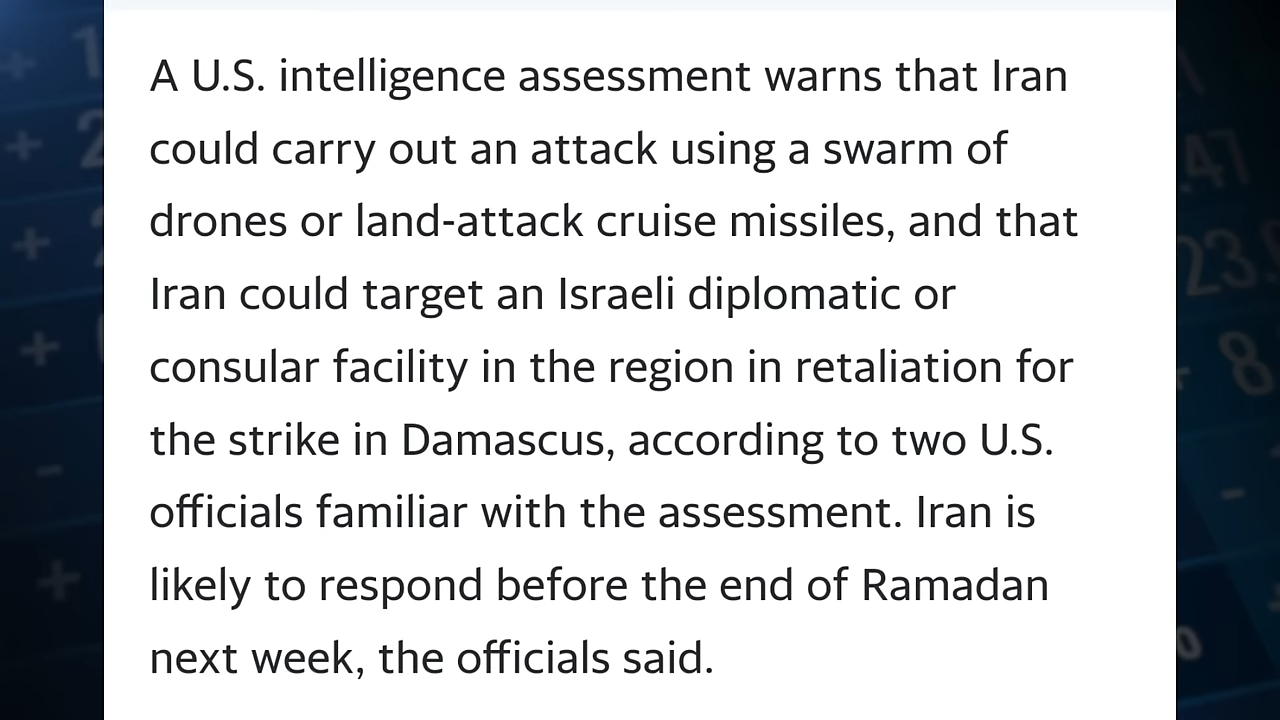 A U.S. intelligence assessment warns that Iran
could carry out an attack using a swarm of
drones or land-attack cruise missiles, and that
Iran could target an Israeli diplomatic or
consular facility in the region in retaliation for
the strike in Damascus, according to two U.S.
officials familiar with the assessment. Iran is
likely to respond before the end of Ramadan
next week, the officials said.